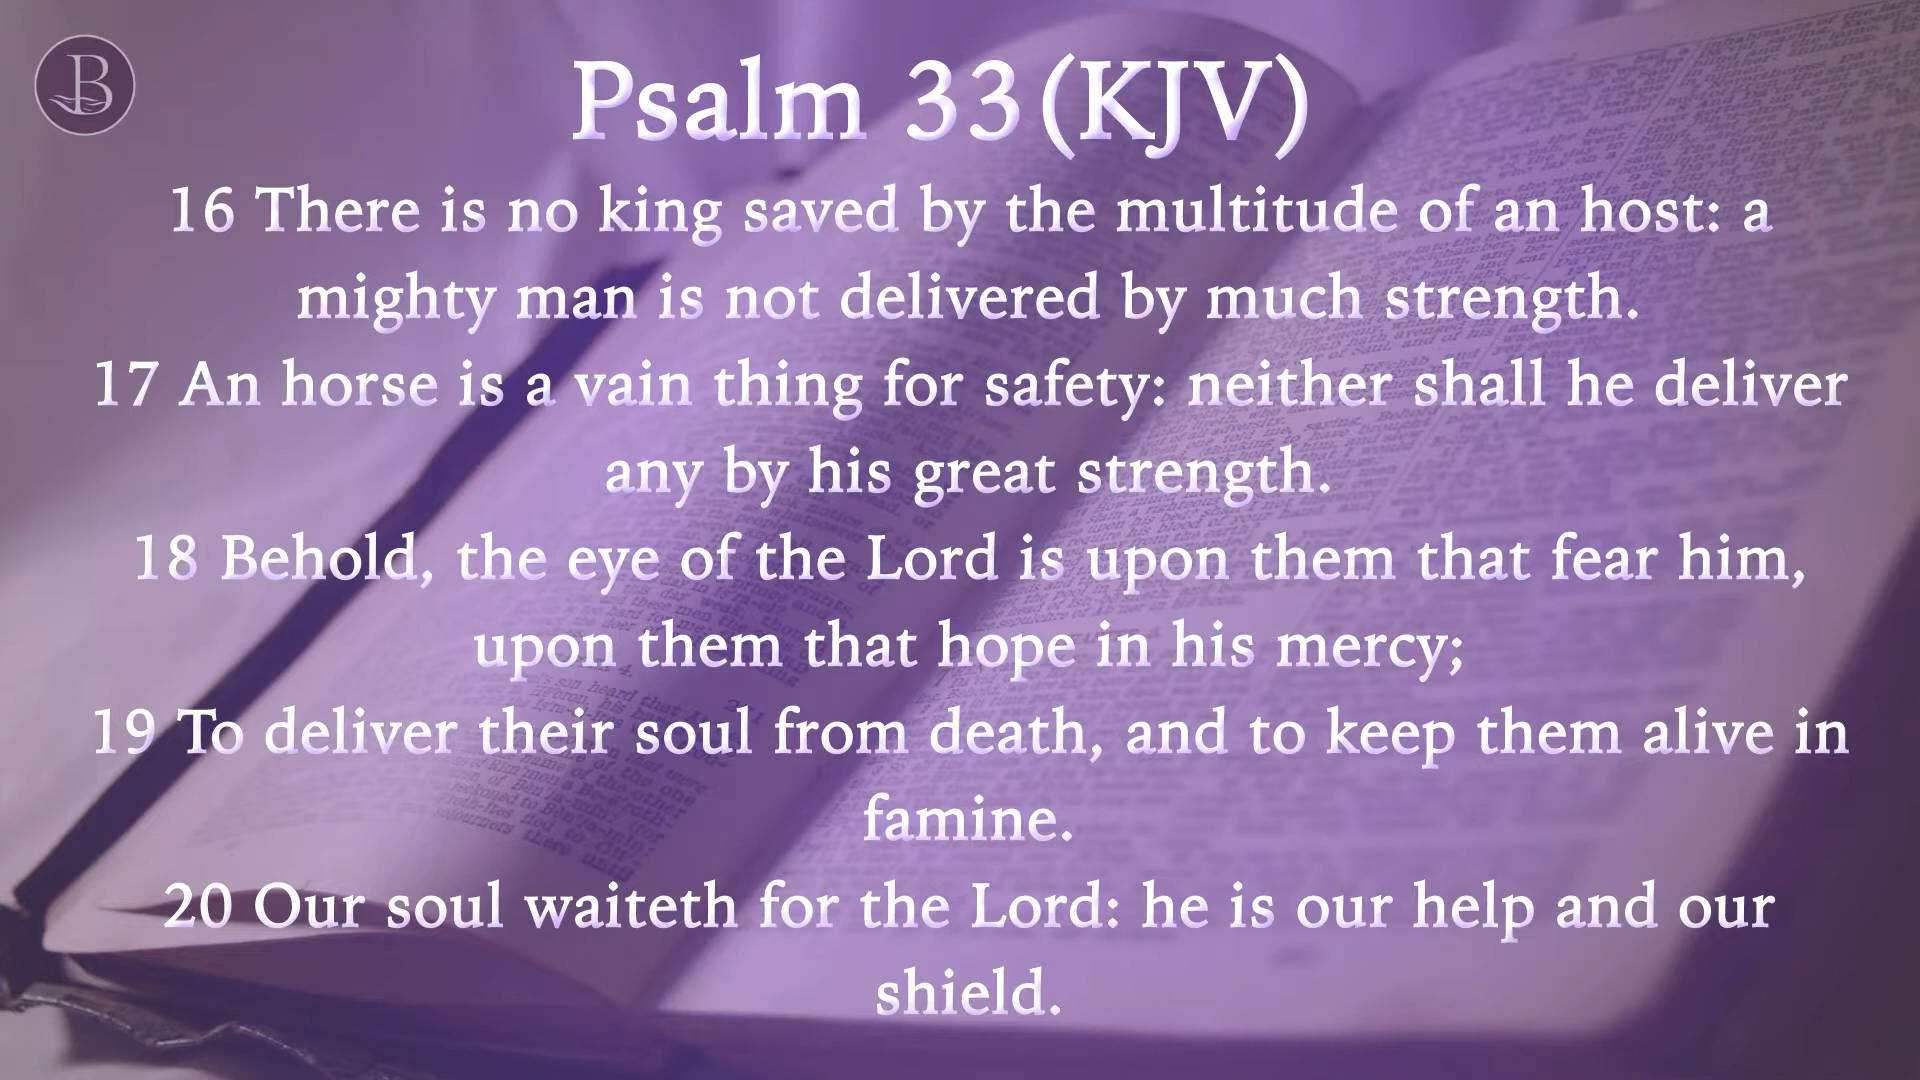 B
Psalm 33(KJV)
16 There is no king saved by the multitude of an host: a
mighty man is not delivered by much strength.
17 An horse is a vain thing for safety: neither shall he deliver
any by his great strength.
18 Behold, the eye of the Lord is upon them that fear him,
upon them that hope in his mercy;
19 To deliver their soul from death, and to keep them alive in
famine.
20 Our soul waiteth for the Lord: he is our help and our
shield.